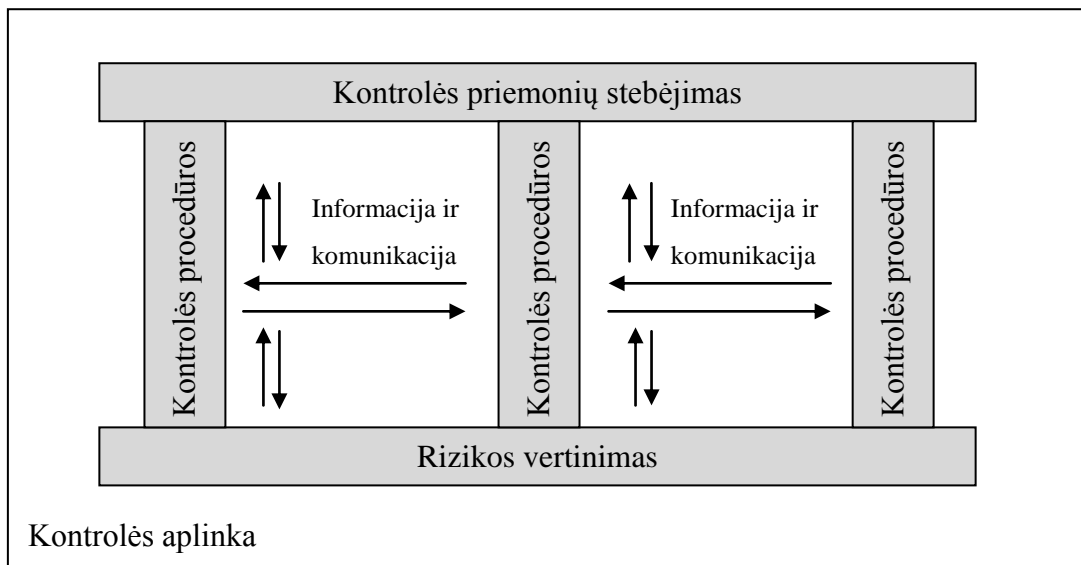 Kontrolės priemonių stebėjimas
Kontrolės procedūros
Informacija ir
komunikacija
Kontrolės procedūros
Informacija ir
komunikacija
Kontrolės procedūros
Rizikos vertinimas
Kontrolės aplinka